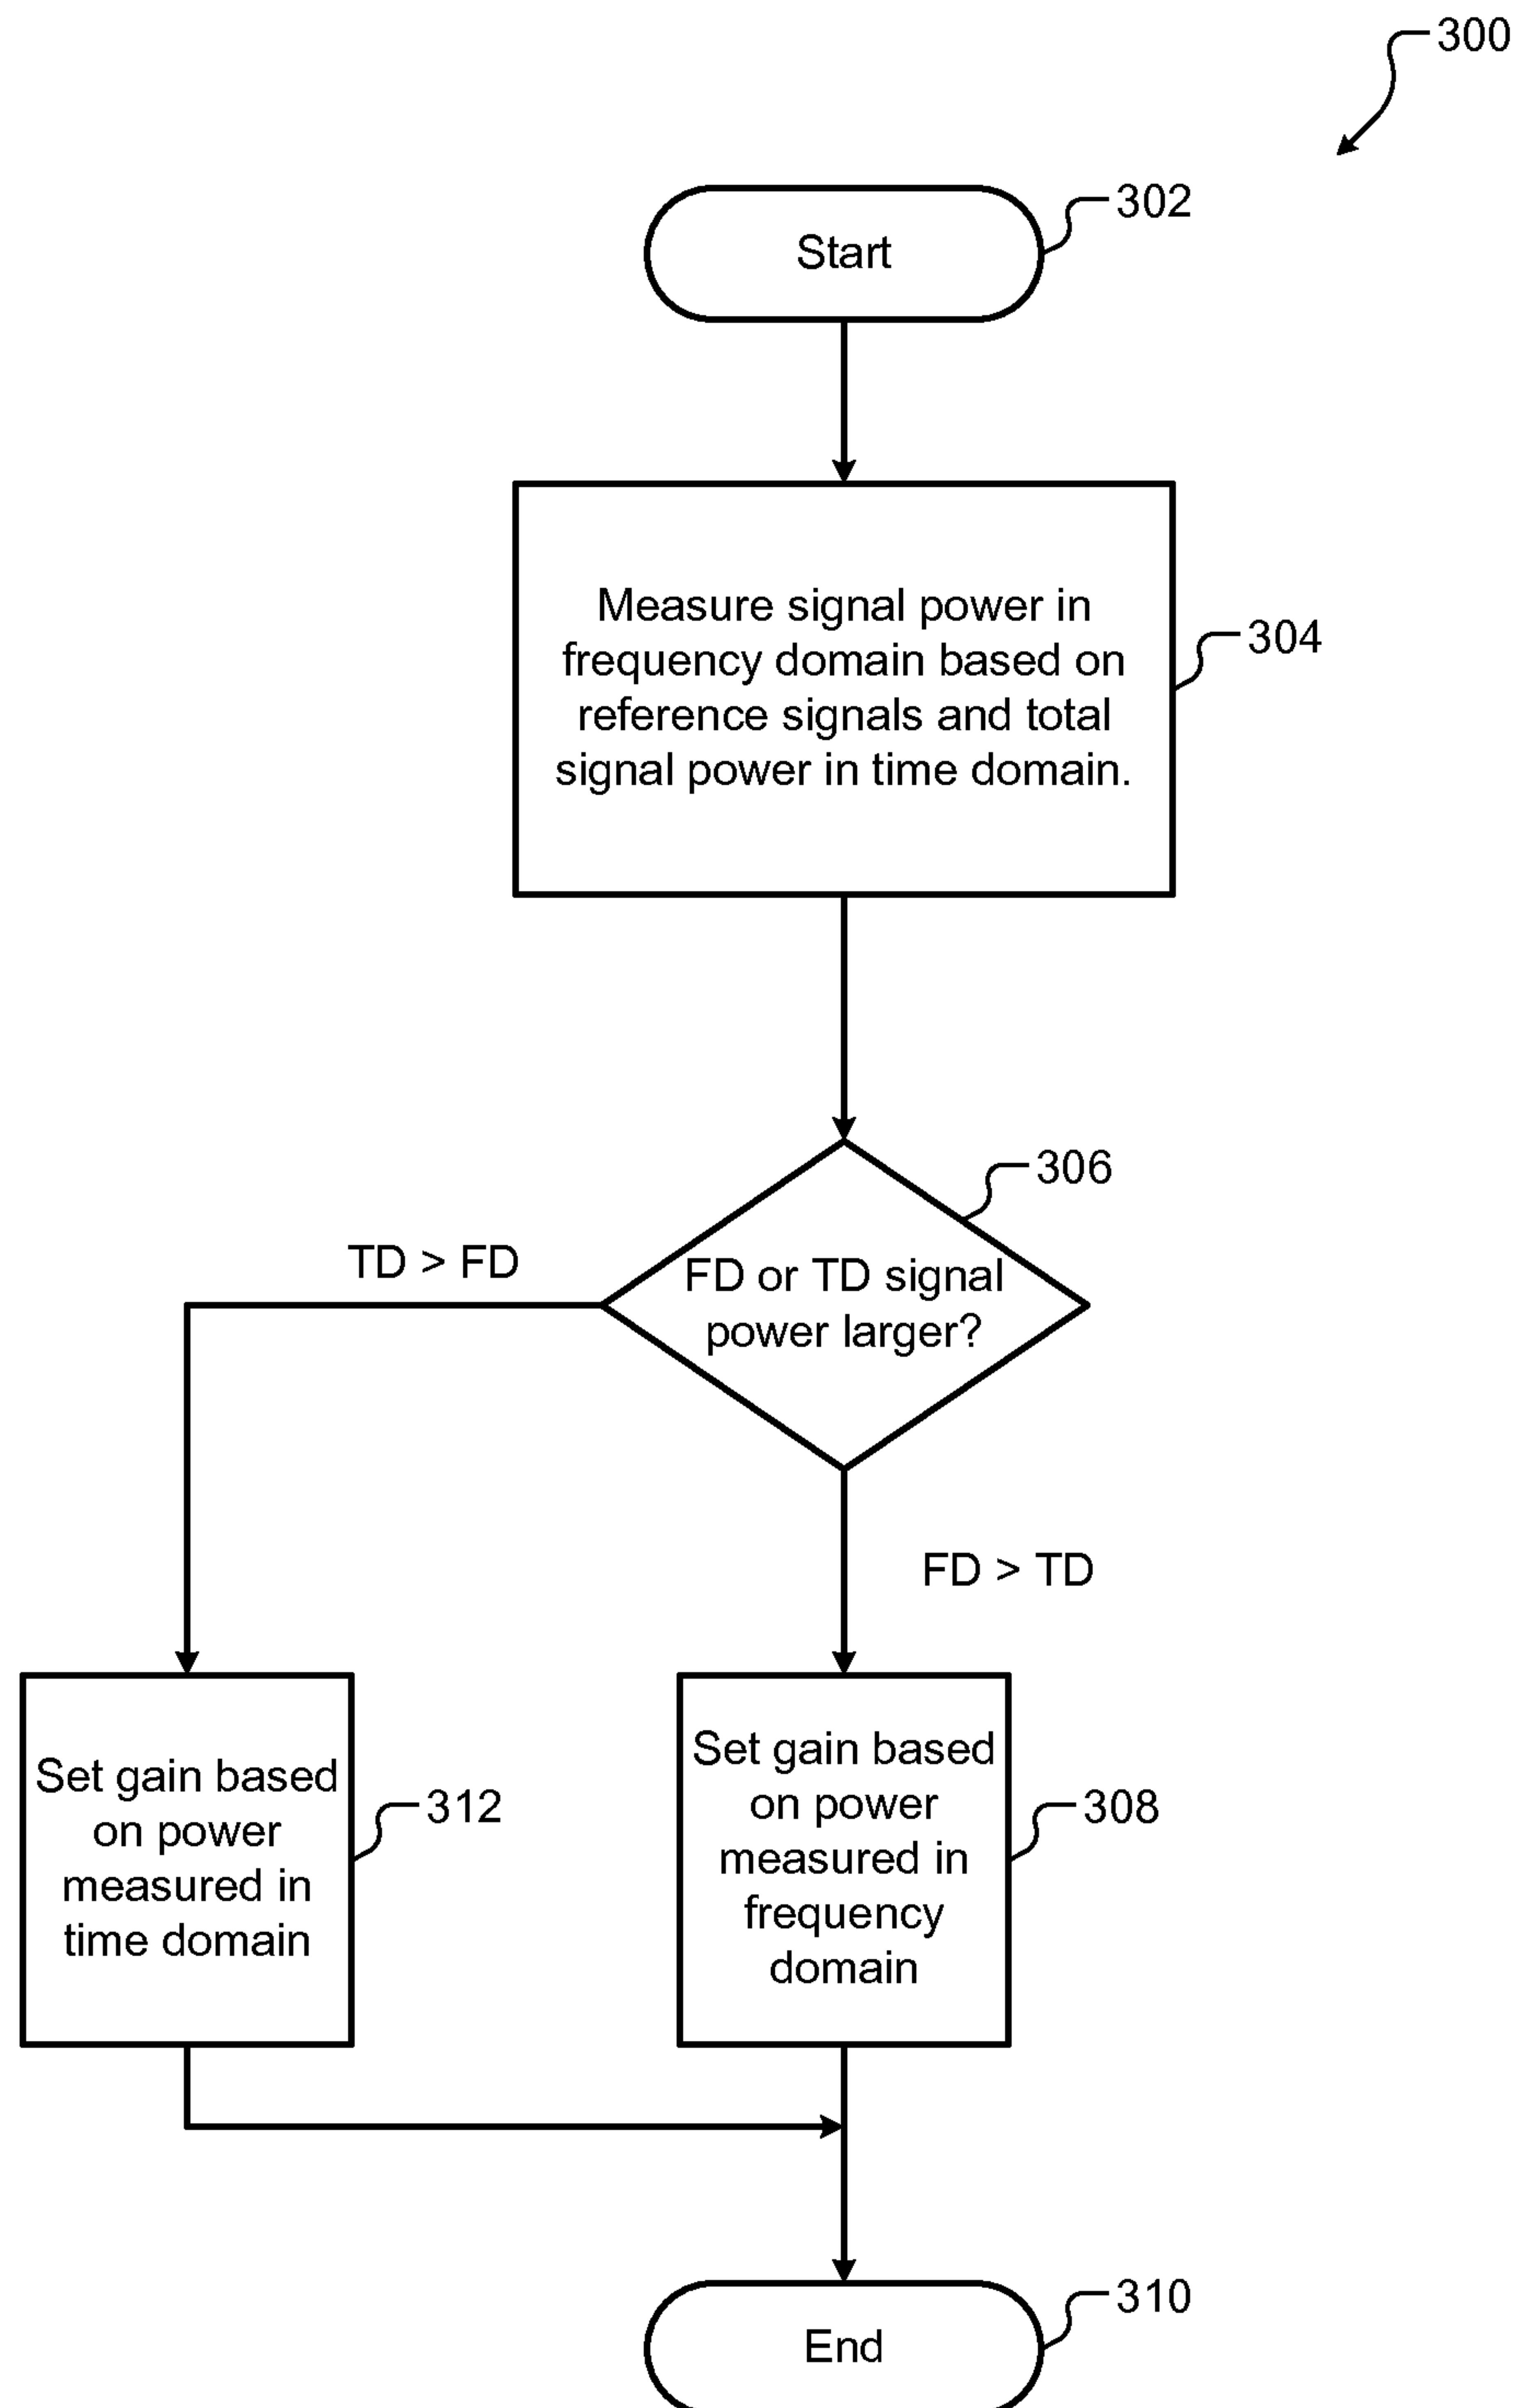 300
302
Start
Measure signal power in
frequency domain based on
reference signals and total
signal power in time domain.
304
306
FD or TD signal
power larger?
TD > FD
FD > TD
Set gain based
on power
measured in
time domain
312
Set gain based
on power
measured in
frequency
domain
308
310
End